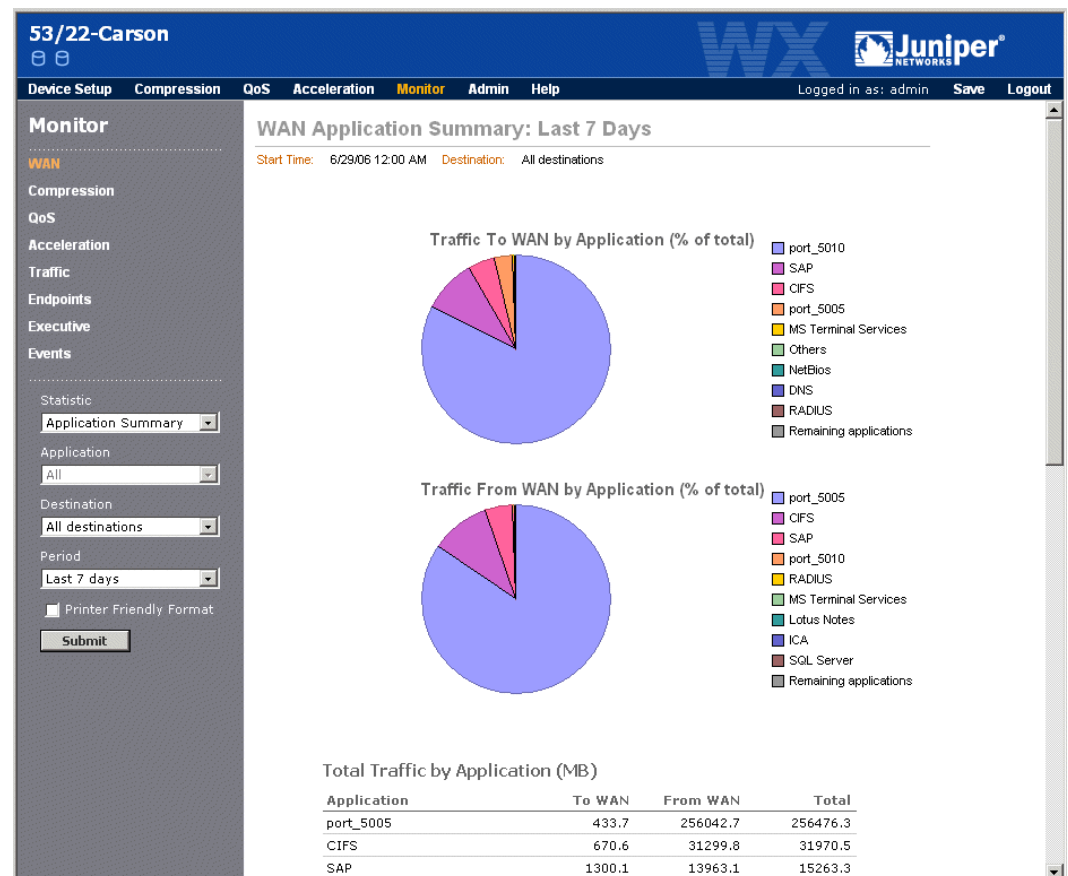 53/22-Carson
WX
Juniper
NETWORKS
Device Setup Compression QoS Acceleration Monitor Admin Help Logged in as: admin Save Logout
Monitor
WAN
Compression
QoS
Acceleration
Traffic
Endpoints
Executive
Events
Statistic
Application Summary
Application
All
Destination
All destinations
Period
Last 7 days
Printer Friendly Format
Submit
WAN Application Summary: Last 7 Days
Start Time: 6/29/06 12:00 AM Destination: All destinations
Traffic To WAN by Application (% of total)
port_5010
SAP
CIFS
port_5005
MS Terminal Services
Others
NetBios
DNS
RADIUS
Remaining applications
Traffic From WAN by Application (% of total)
port_5005
CIFS
SAP
port_5010
RADIUS
MS Terminal Services
Lotus Notes
ICA
SQL Server
Remaining applications
Total Traffic by Application (MB)
Application To WAN From WAN Total
port_5005 433.7 256042.7 256476.3
CIFS 670.6 31299.8 31970.5
SAP 1300.1 13963.1 15263.3